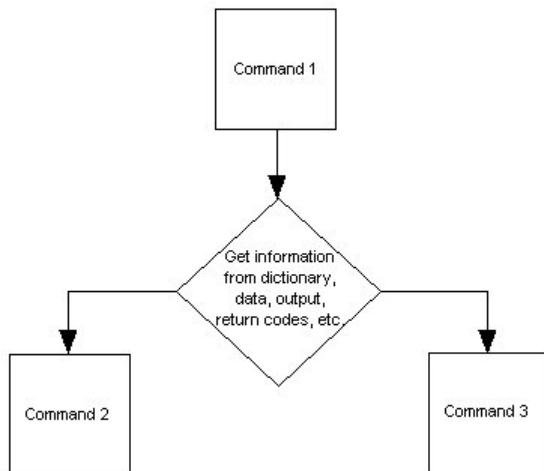 Command 1
Get information
from dictionary,
data, output,
return codes, etc.
Command 2
Command 3